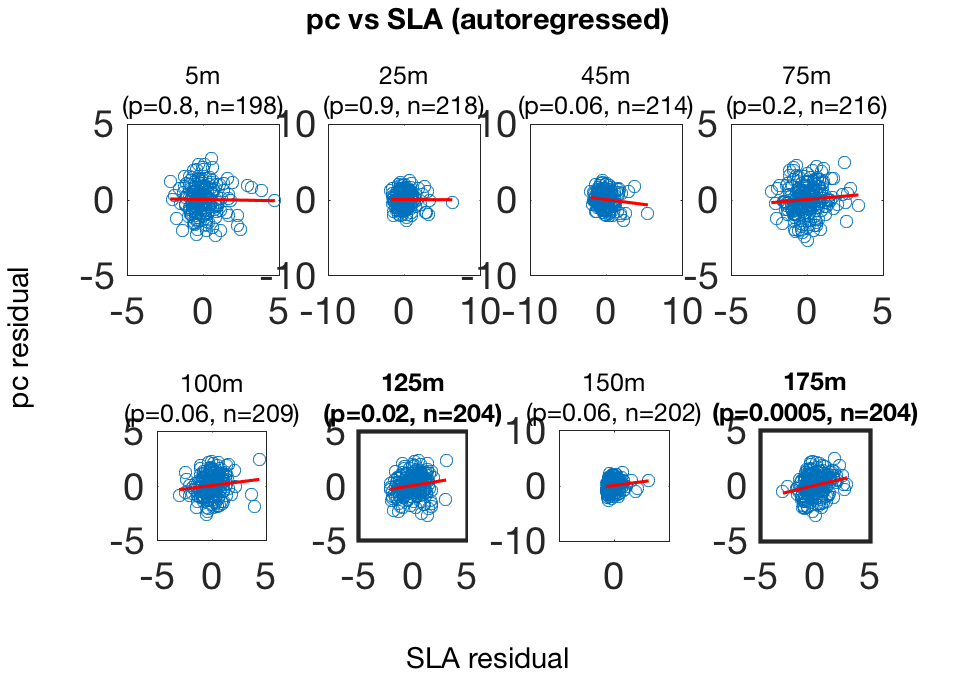 pc vs SLA (autoregressed)
5m
(p=0.8, n=198)
25m
(p=0.9, n=218)
45m
(p=0.06, n=214)
75m
(p=0.2, n=216)
5
0
-5
-5 0 5
10
0
-10
-10 0 10
10
0
-10
-10 0 10
5
0
-5
-5 0 5
pc residual
100m
(p=0.06, n=209)
125m
(p=0.02, n=204)
150m
(p=0.06, n=202)
175m
(p=0.0005, n=204)
5
0
-5
-5 0 5
5
0
-5
-5 0 5
10
0
-10
0
5
0
-5
-5 0 5
SLA residual